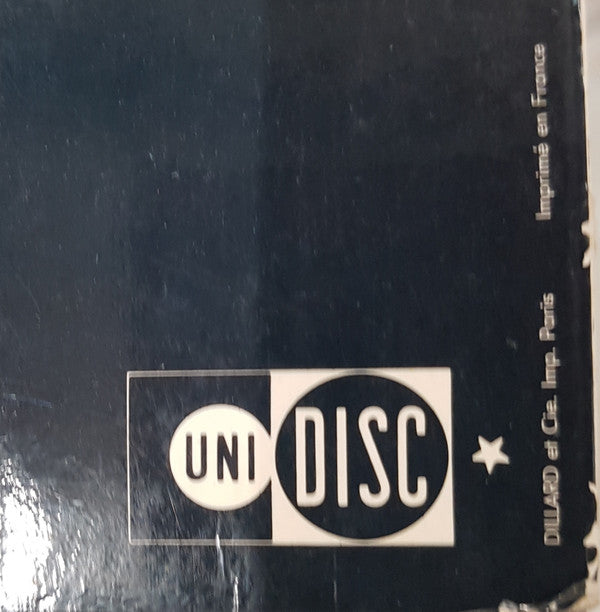 UNI DISC
DILLARD et Cie. Imp. Paris
Imprimé en France